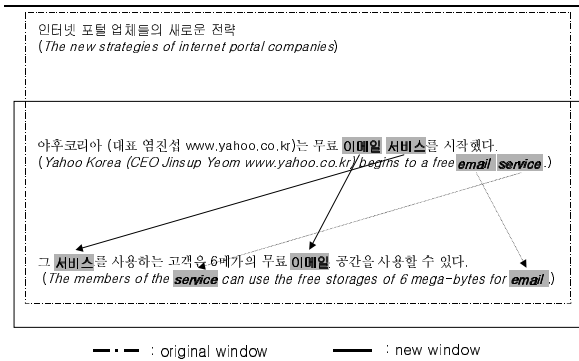 인터넷 포털 업체들의 새로운 전략
(The new strategies of internet portal companies)
야후코리아 (대표 염진섭 www.yahoo.co.kr)는 무료 이메일 서비스를 시작했다.
(Yahoo Korea (CEO Jinsup Yeom www.yahoo.co.kr) begins to a free email service.)
그 서비스를 사용하는 고객은 6메가의 무료 이메일 공간을 사용할 수 있다.
(The members of the service can use the free storages of 6 mega-bytes for email.)
: original window : new window